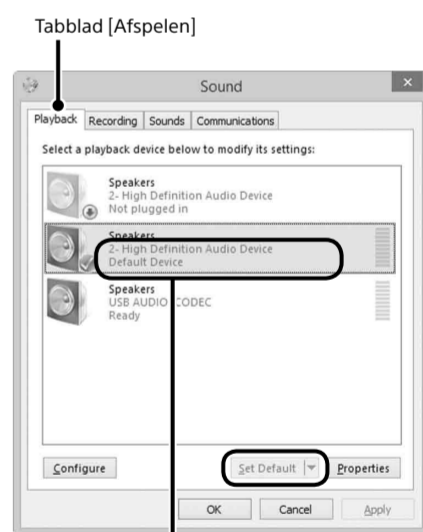 Tabblad [Afspelen]
Sound
Playback Recording Sounds Communications
Select a playback device below to modify its settings:
Speakers
2- High Definition Audio Device
Not plugged in
Speakers
2- High Definition Audio Device
Default Device
Speakers
USB AUDIO CODEC
Ready
Configure Set Default Properties
OK Cancel Apply